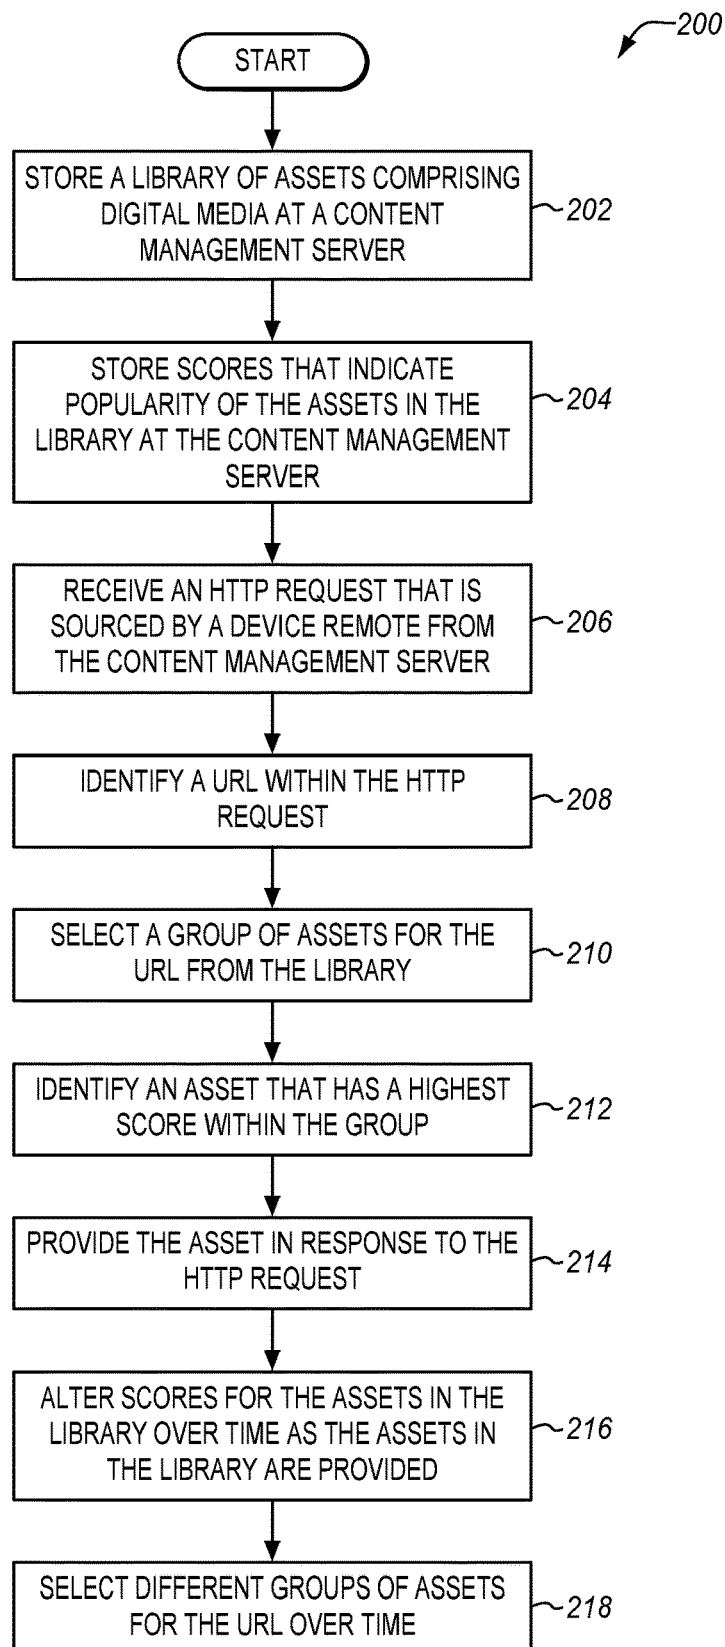 200
START
STORE A LIBRARY OF ASSETS COMPRISING
DIGITAL MEDIA AT A CONTENT
MANAGEMENT SERVER
202
STORE SCORES THAT INDICATE
POPULARITY OF THE ASSETS IN THE
LIBRARY AT THE CONTENT MANAGEMENT
SERVER
204
RECEIVE AN HTTP REQUEST THAT IS
SOURCED BY A DEVICE REMOTE FROM
THE CONTENT MANAGEMENT SERVER
206
IDENTIFY A URL WITHIN THE HTTP
REQUEST
208
SELECT A GROUP OF ASSETS FOR THE
URL FROM THE LIBRARY
210
IDENTIFY AN ASSET THAT HAS A HIGHEST
SCORE WITHIN THE GROUP
212
PROVIDE THE ASSET IN RESPONSE TO THE
HTTP REQUEST
214
ALTER SCORES FOR THE ASSETS IN THE
LIBRARY OVER TIME AS THE ASSETS IN
THE LIBRARY ARE PROVIDED
216
SELECT DIFFERENT GROUPS OF ASSETS
FOR THE URL OVER TIME
218